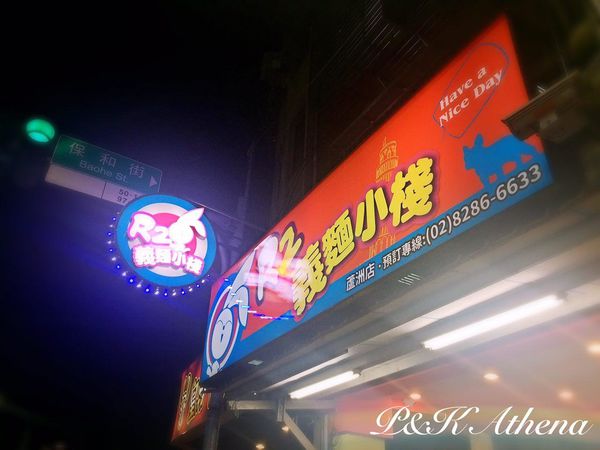 保和街
Baohe St.
R2
義麵小棧
R2
義麵小棧
Have a
Nice Day
蘆洲店·預訂專線:(02)8286-6633
P&K Athena